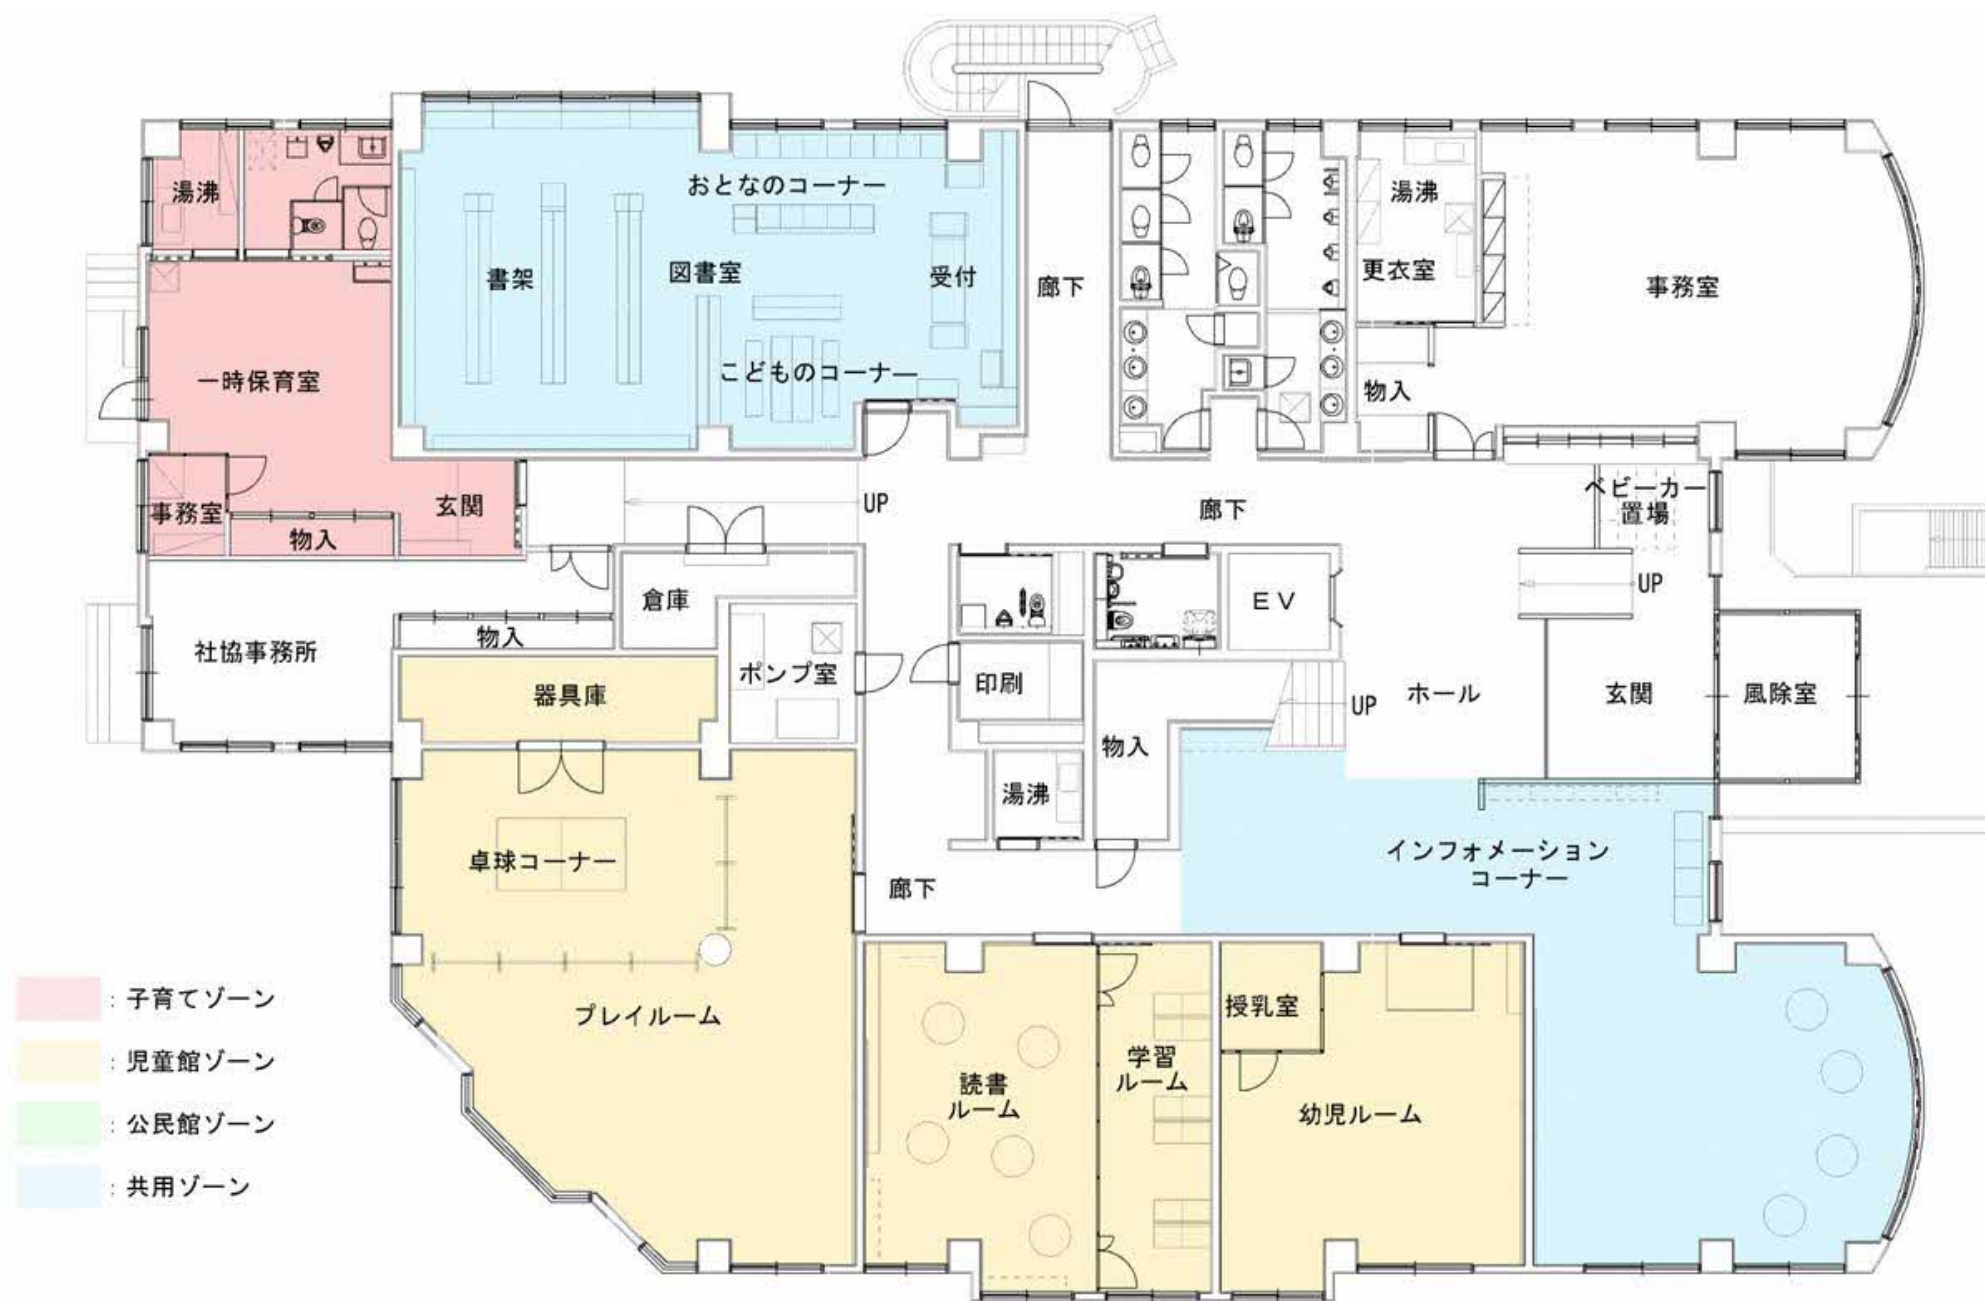 湯沸
おとなのコーナー
湯沸
書架
図書室
受付
廊下
更衣室
事務室
一時保育室
こどものコーナー
物入
事務室
玄関
物入
UP
廊下
ベビーカー
置場
UP
倉庫
EV
社協事務所
物入
ポンプ室
器具庫
印刷
UP
ホール
玄関
風除室
物入
湯沸
卓球コーナー
廊下
インフォメーション
コーナー
プレイルーム
読書
ルーム
学習
ルーム
授乳室
幼児ルーム
：子育てゾーン
：児童館ゾーン
：公民館ゾーン
：共用ゾーン